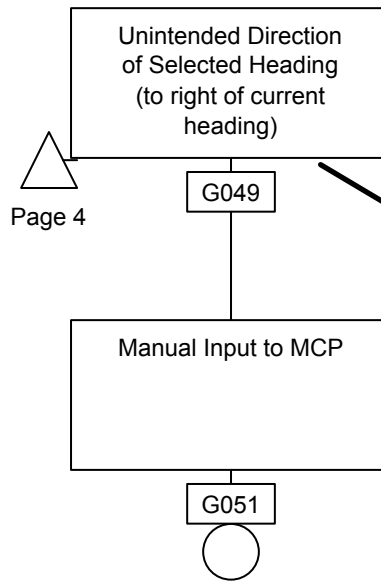 Unintended Direction
of Selected Heading
(to right of current
heading)
Page 4
G049
Manual Input to MCP
G051